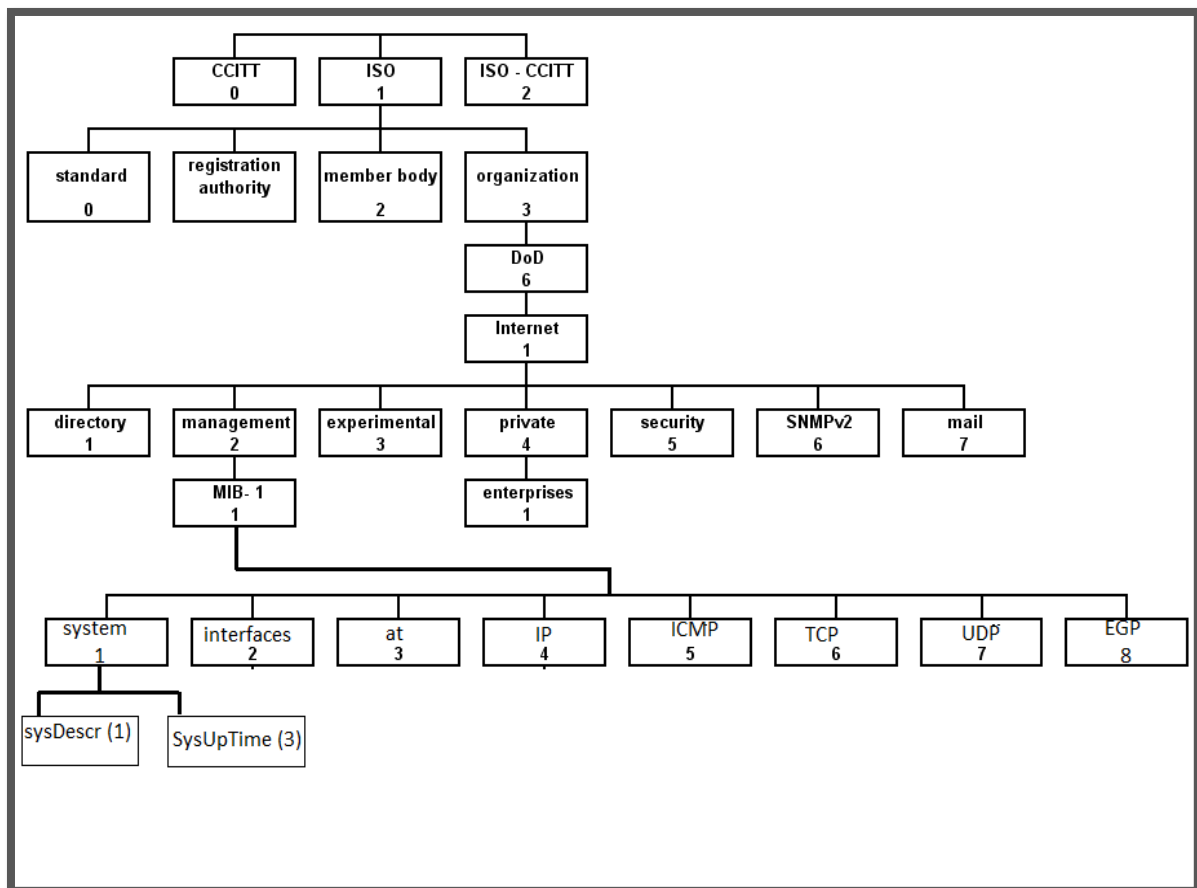 CCITT
0
ISO
1
ISO - CCITT
2
standard
0
registration
authority
member body
2
organization
3
DoD
6
Internet
1
directory
1
management
2
experimental
3
private
4
security
5
SNMPv2
6
mail
7
MIB- 1
1
enterprises
1
system
1
interfaces
2
at
3
IP
4
ICMP
5
TCP
6
UDP
7
EGP
8
sysDescr (1)
SysUpTime (3)